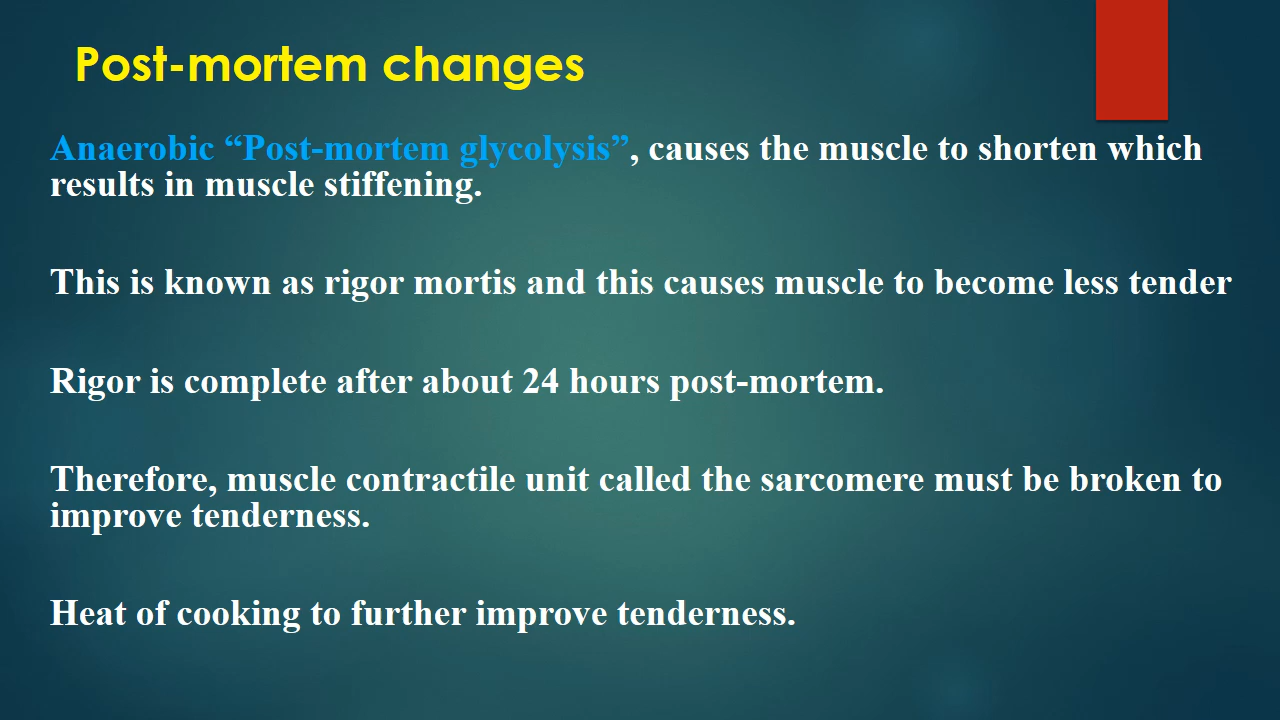 Post-mortem changes
Anaerobic “Post-mortem glycolysis”, causes the muscle to shorten which
results in muscle stiffening.
This is known as rigor mortis and this causes muscle to become less tender
Rigor is complete after about 24 hours post-mortem.
Therefore, muscle contractile unit called the sarcomere must be broken to
improve tenderness.
Heat of cooking to further improve tenderness.